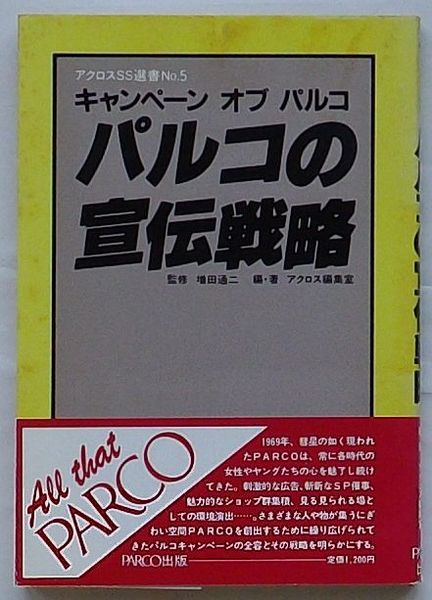 アクロスSS選書No.5
キャンペーン オブ パルコ
パルコの
宣伝戦略
監修 増田通二 編・著 アクロス編集室
All that
PARCO
1969年、彗星の如く現われ
たPARCOは、常に各時代の
女性やヤングたちの心を魅了し続け
てきた。刺激的な広告、斬新なSP催事、
魅力的なショップ群集積、見る見られる場と
しての環境演出……。さまざまな人や物が集うにぎ
わい空間PARCOを創出するために繰り広げられて
きたパルコキャンペーンの全容とその戦略を明らかにする。
PARCO出版 定価1,200円